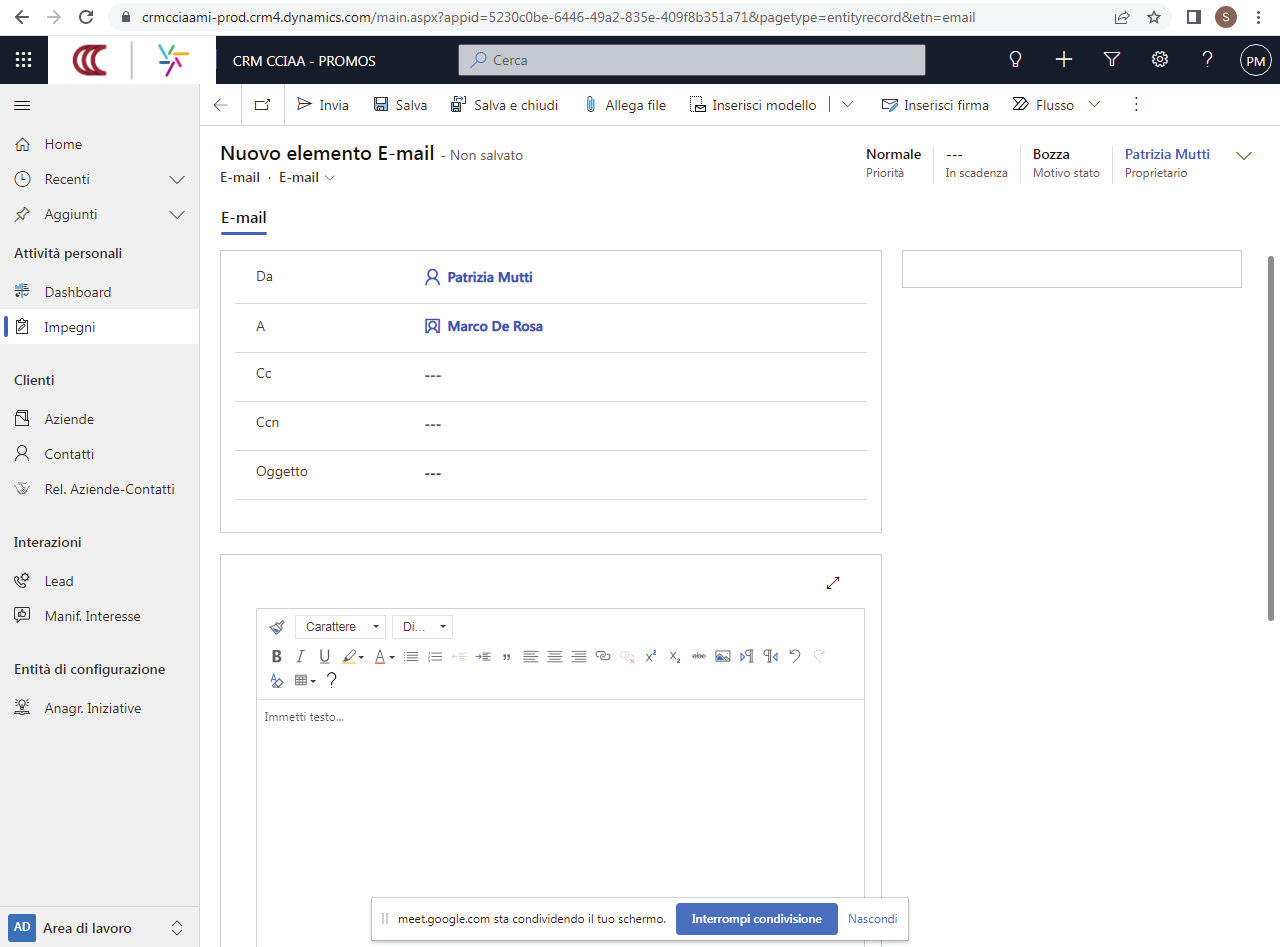 crmcciaami-prod.crm4.dynamics.com/main.aspx?appid=5230c0be-6446-49a2-835e-409f8b351a71&pagetype=entityrecord&etn=email
S
CRM CCIAA - PROMOS
Cerca
PM
Invia
Salva
Salva e chiudi
Allega file
Inserisci modello
Inserisci firma
Flusso
Home
Recenti
Aggiunti
Attività personali
Dashboard
Impegni
Clienti
Aziende
Contatti
Rel. Aziende-Contatti
Interazioni
Lead
Manif. Interesse
Entità di configurazione
Anagr. Iniziative
AD Area di lavoro
Nuovo elemento E-mail - Non salvato
E-mail · E-mail
Normale
Priorità
---
In scadenza
Bozza
Motivo stato
Patrizia Mutti
Proprietario
E-mail
Da Patrizia Mutti
A Marco De Rosa
Cc ---
Ccn ---
Oggetto ---
Carattere Di...
Immetti testo...
meet.google.com sta condividendo il tuo schermo. Interrompi condivisione Nascondi